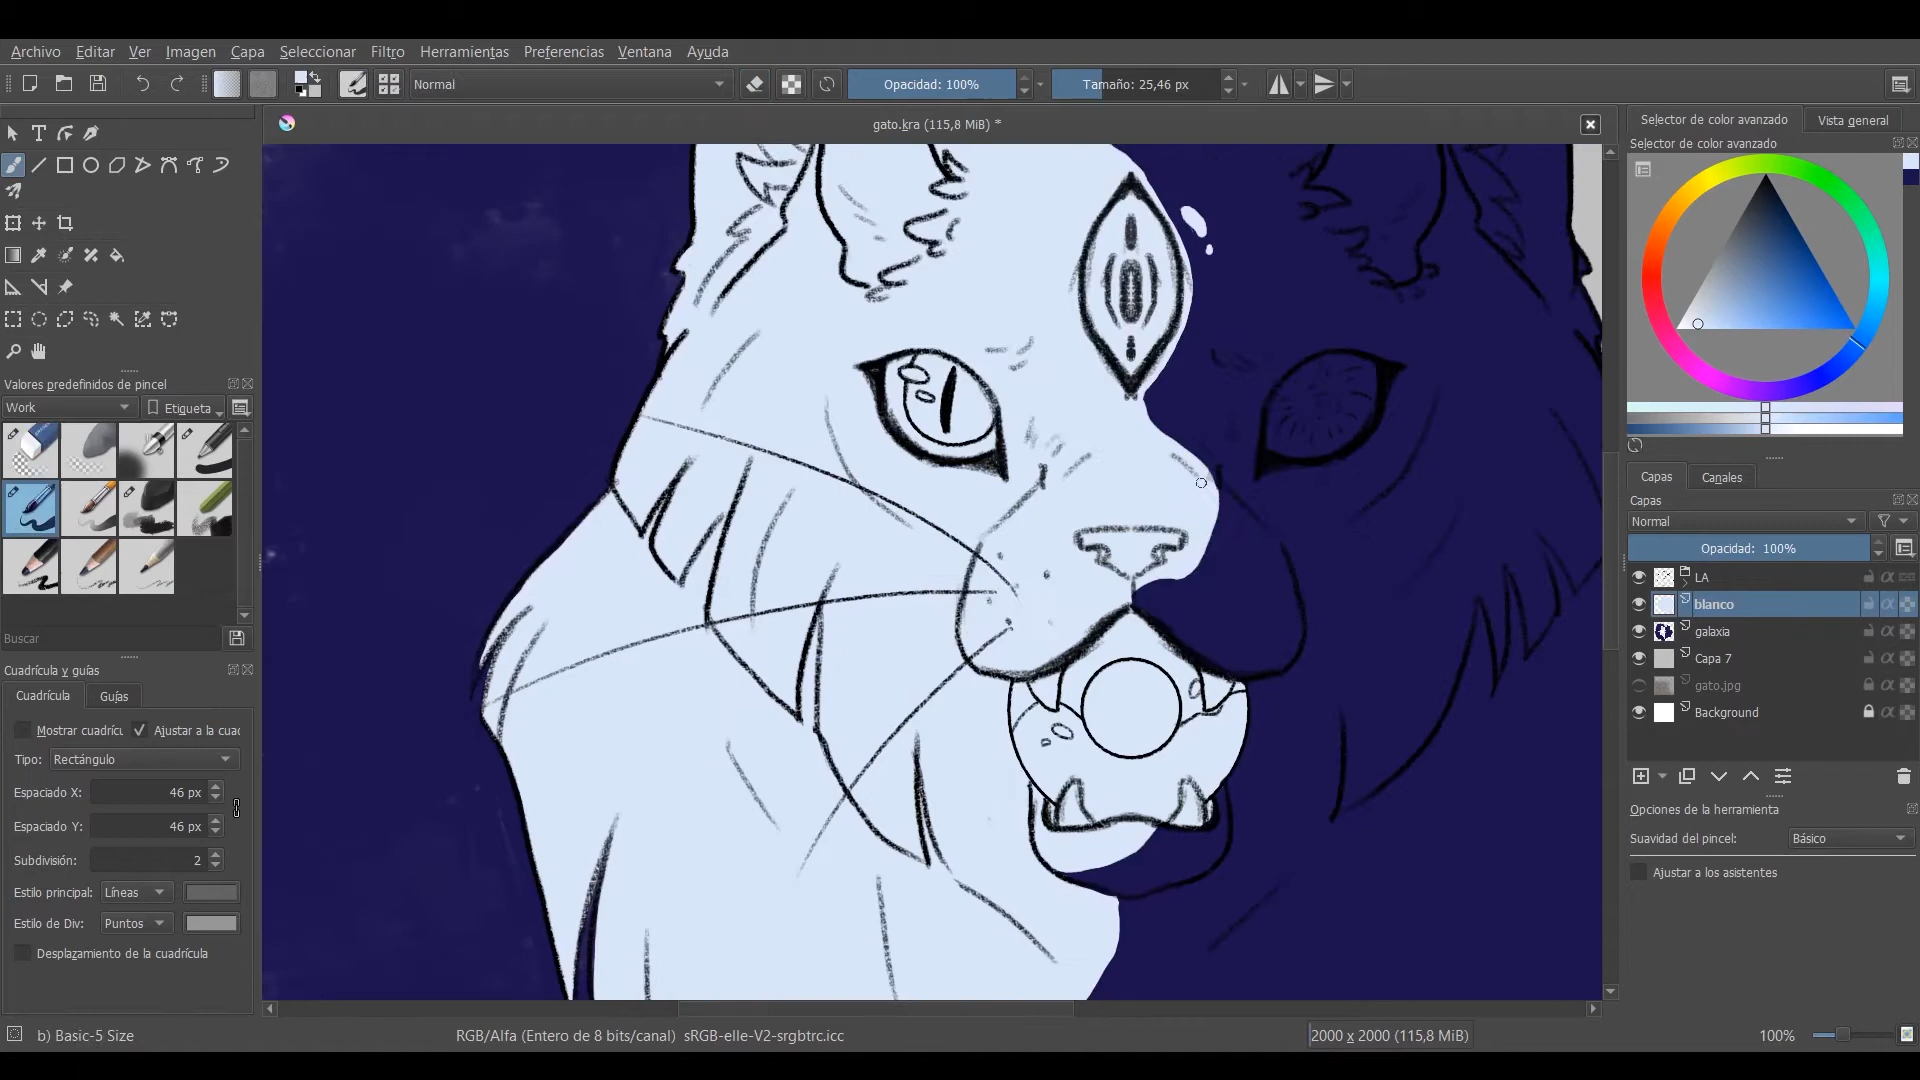 Archivo Editar Ver Imagen Capa Seleccionar Filtro Herramientas Preferencias Ventana Ayuda
Normal Opacidad: 100% Tamaño: 25,46 px
gato.kra (115,8 MiB) *
Selector de color avanzado Vista general
Selector de color avanzado
Valores predefinidos de pincel
Work Etiqueta
Buscar
Cuadrícula y guías
Cuadrícula Guías
Mostrar cuadrícu Ajustar a la cuad
Tipo: Rectángulo
Espaciado X: 46 px
Espaciado Y: 46 px
Subdivisión: 2
Estilo principal: Líneas
Estilo de Div: Puntos
Desplazamiento de la cuadrícula
Capas Canales
Capas
Normal
Opacidad: 100%
LA
blanco
galaxia
Capa 7
gato.jpg
Background
Opciones de la herramienta
Suavidad del pincel: Básico
Ajustar a los asistentes
b) Basic-5 Size RGB/Alfa (Entero de 8 bits/canal) sRGB-elle-V2-srgbtrc.icc 2000 x 2000 (115,8 MiB) 100%